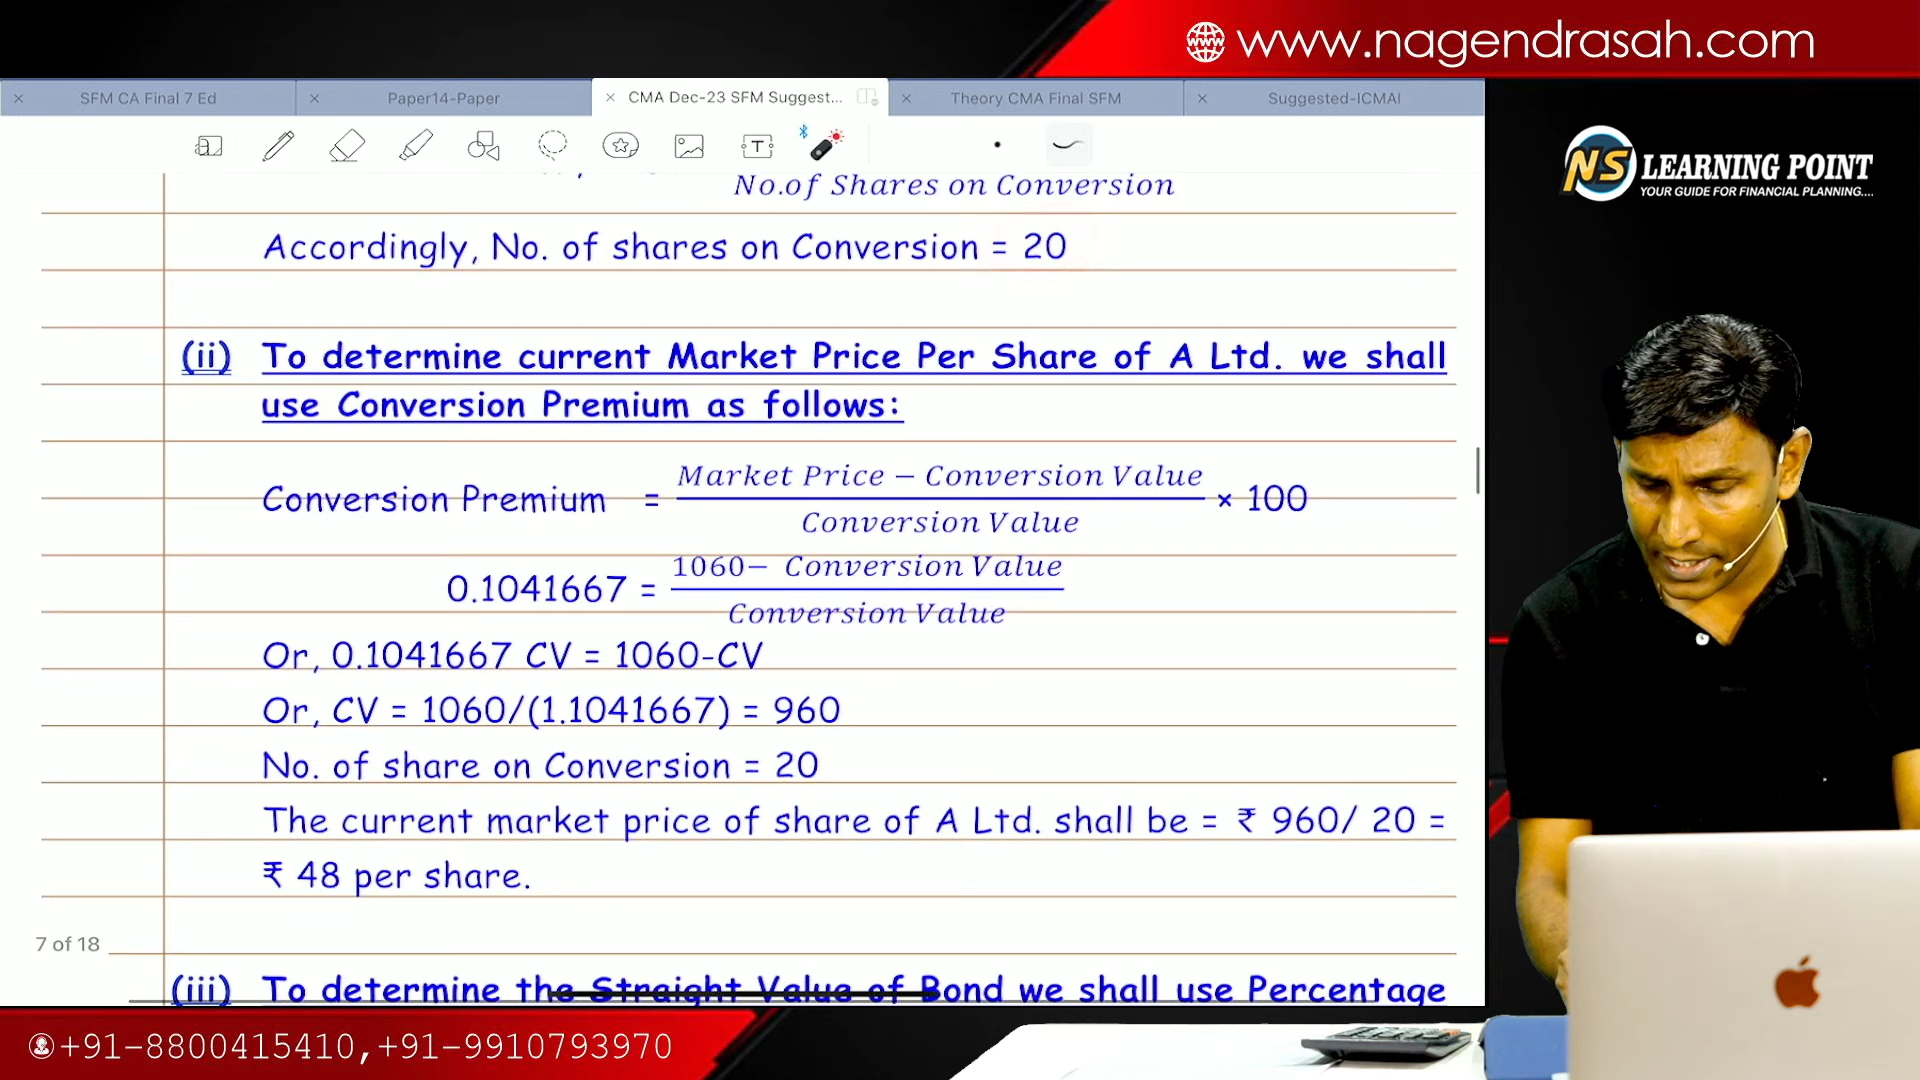 www.nagendrasah.com
SFM CA Final 7 Ed
Paper14-Paper
CMA Dec-23 SFM Suggest...
Theory CMA Final SFM
Suggested-ICMAI
NS LEARNING POINT
YOUR GUIDE FOR FINANCIAL PLANNING....
No.of Shares on Conversion
Accordingly, No. of shares on Conversion = 20
(ii) To determine current Market Price Per Share of A Ltd. we shall
use Conversion Premium as follows:
Market Price − Conversion Value
Conversion Premium = × 100
Conversion Value
1060− Conversion Value
0.1041667 =
Conversion Value
Or, 0.1041667 CV = 1060-CV
Or, CV = 1060/(1.1041667) = 960
No. of share on Conversion = 20
The current market price of share of A Ltd. shall be = ₹ 960/ 20 =
₹ 48 per share.
7 of 18
(iii) To determine the Straight Value of Bond we shall use Percentage
+91-8800415410,+91-9910793970